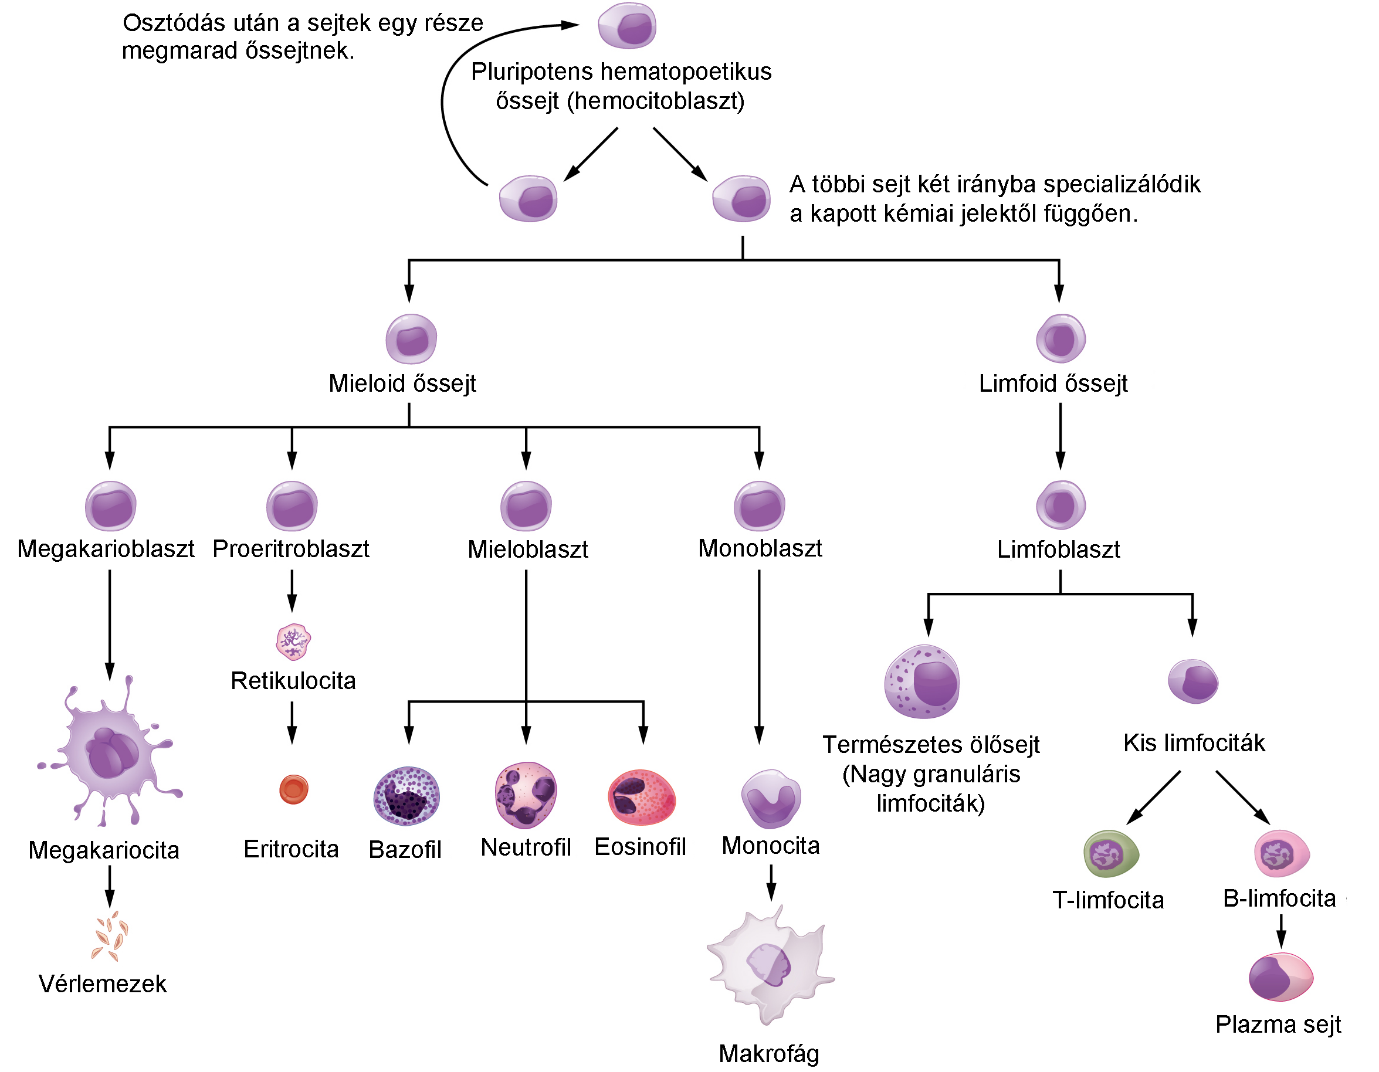 Osztódás után a sejtek egy része
megmarad őssejtnek.
Pluripotens hematopoetikus
őssejt (hemocitoblaszt)
A többi sejt két irányba specializálódik
a kapott kémiai jelektől függően.
Mieloid őssejt
Limfoid őssejt
Megakarioblaszt
Proeritroblaszt
Mieloblaszt
Monoblaszt
Limfoblaszt
Retikulocita
Természetes ölősejt
(Nagy granuláris
limfociták)
Kis limfociták
Megakariocita
Eritrocita
Bazofil
Neutrofil
Eosinofil
Monocita
T-limfocita
B-limfocita
Vérlemezek
Makrofág
Plazma sejt